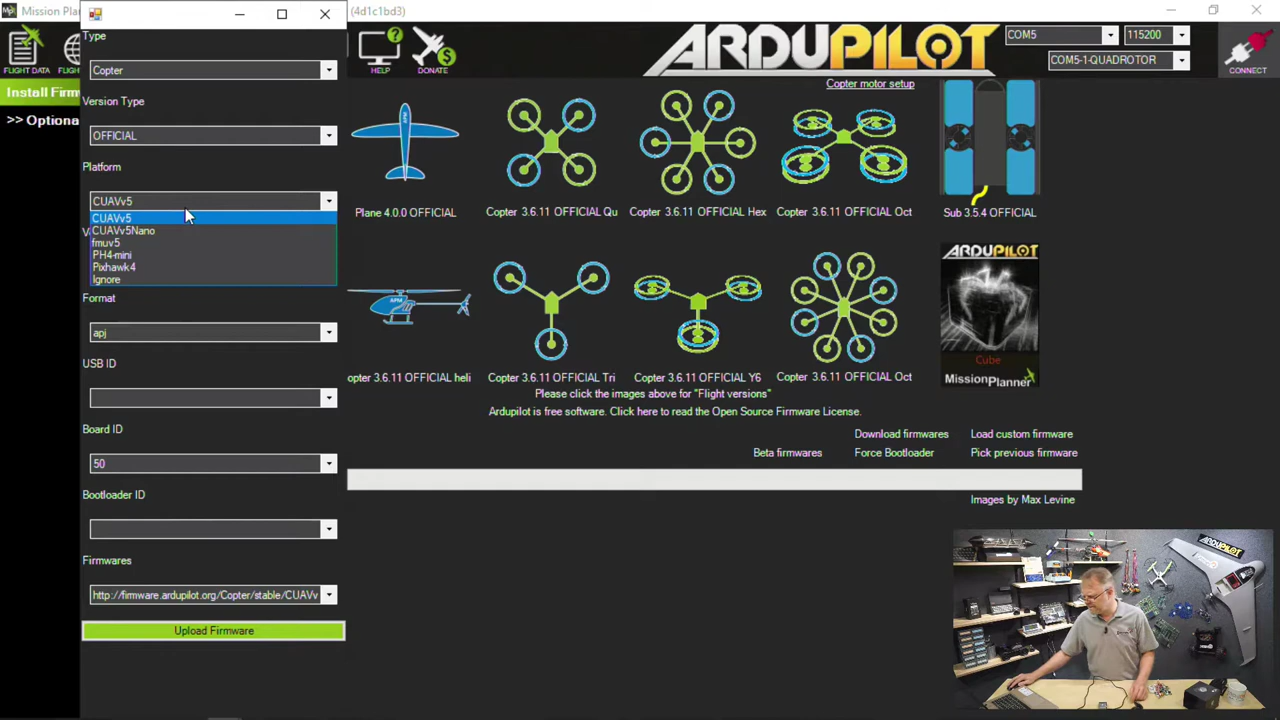 Mission Pla
(4d1c1bd3)
FLIGHT DATA
FLIGH
HELP
DONATE
ARDUPILOT
COM5
115200
COM5-1-QUADROTOR
CONNECT
Install Firm
>> Optiona
Type
Copter
Version Type
OFFICIAL
Platform
CUAVv5
CUAVv5
CUAVv5Nano
fmuv5
PH4-mini
Pixhawk4
Ignore
V
Format
apj
USB ID
Board ID
50
Bootloader ID
Firmwares
http://firmware.ardupilot.org/Copter/stable/CUAVv
Upload Firmware
Copter motor setup
Plane 4.0.0 OFFICIAL
Copter 3.6.11 OFFICIAL Qu
Copter 3.6.11 OFFICIAL Hex
Copter 3.6.11 OFFICIAL Oct
Sub 3.5.4 OFFICIAL
APM
ARDUPILOT
Cube
MissionPlanner
opter 3.6.11 OFFICIAL heli
Copter 3.6.11 OFFICIAL Tri
Copter 3.6.11 OFFICIAL Y6
Copter 3.6.11 OFFICIAL Oct
Please click the images above for "Flight versions"
Ardupilot is free software. Click here to read the Open Source Firmware License.
Download firmwares
Load custom firmware
Beta firmwares
Force Bootloader
Pick previous firmware
Images by Max Levine
ARDUPILOT